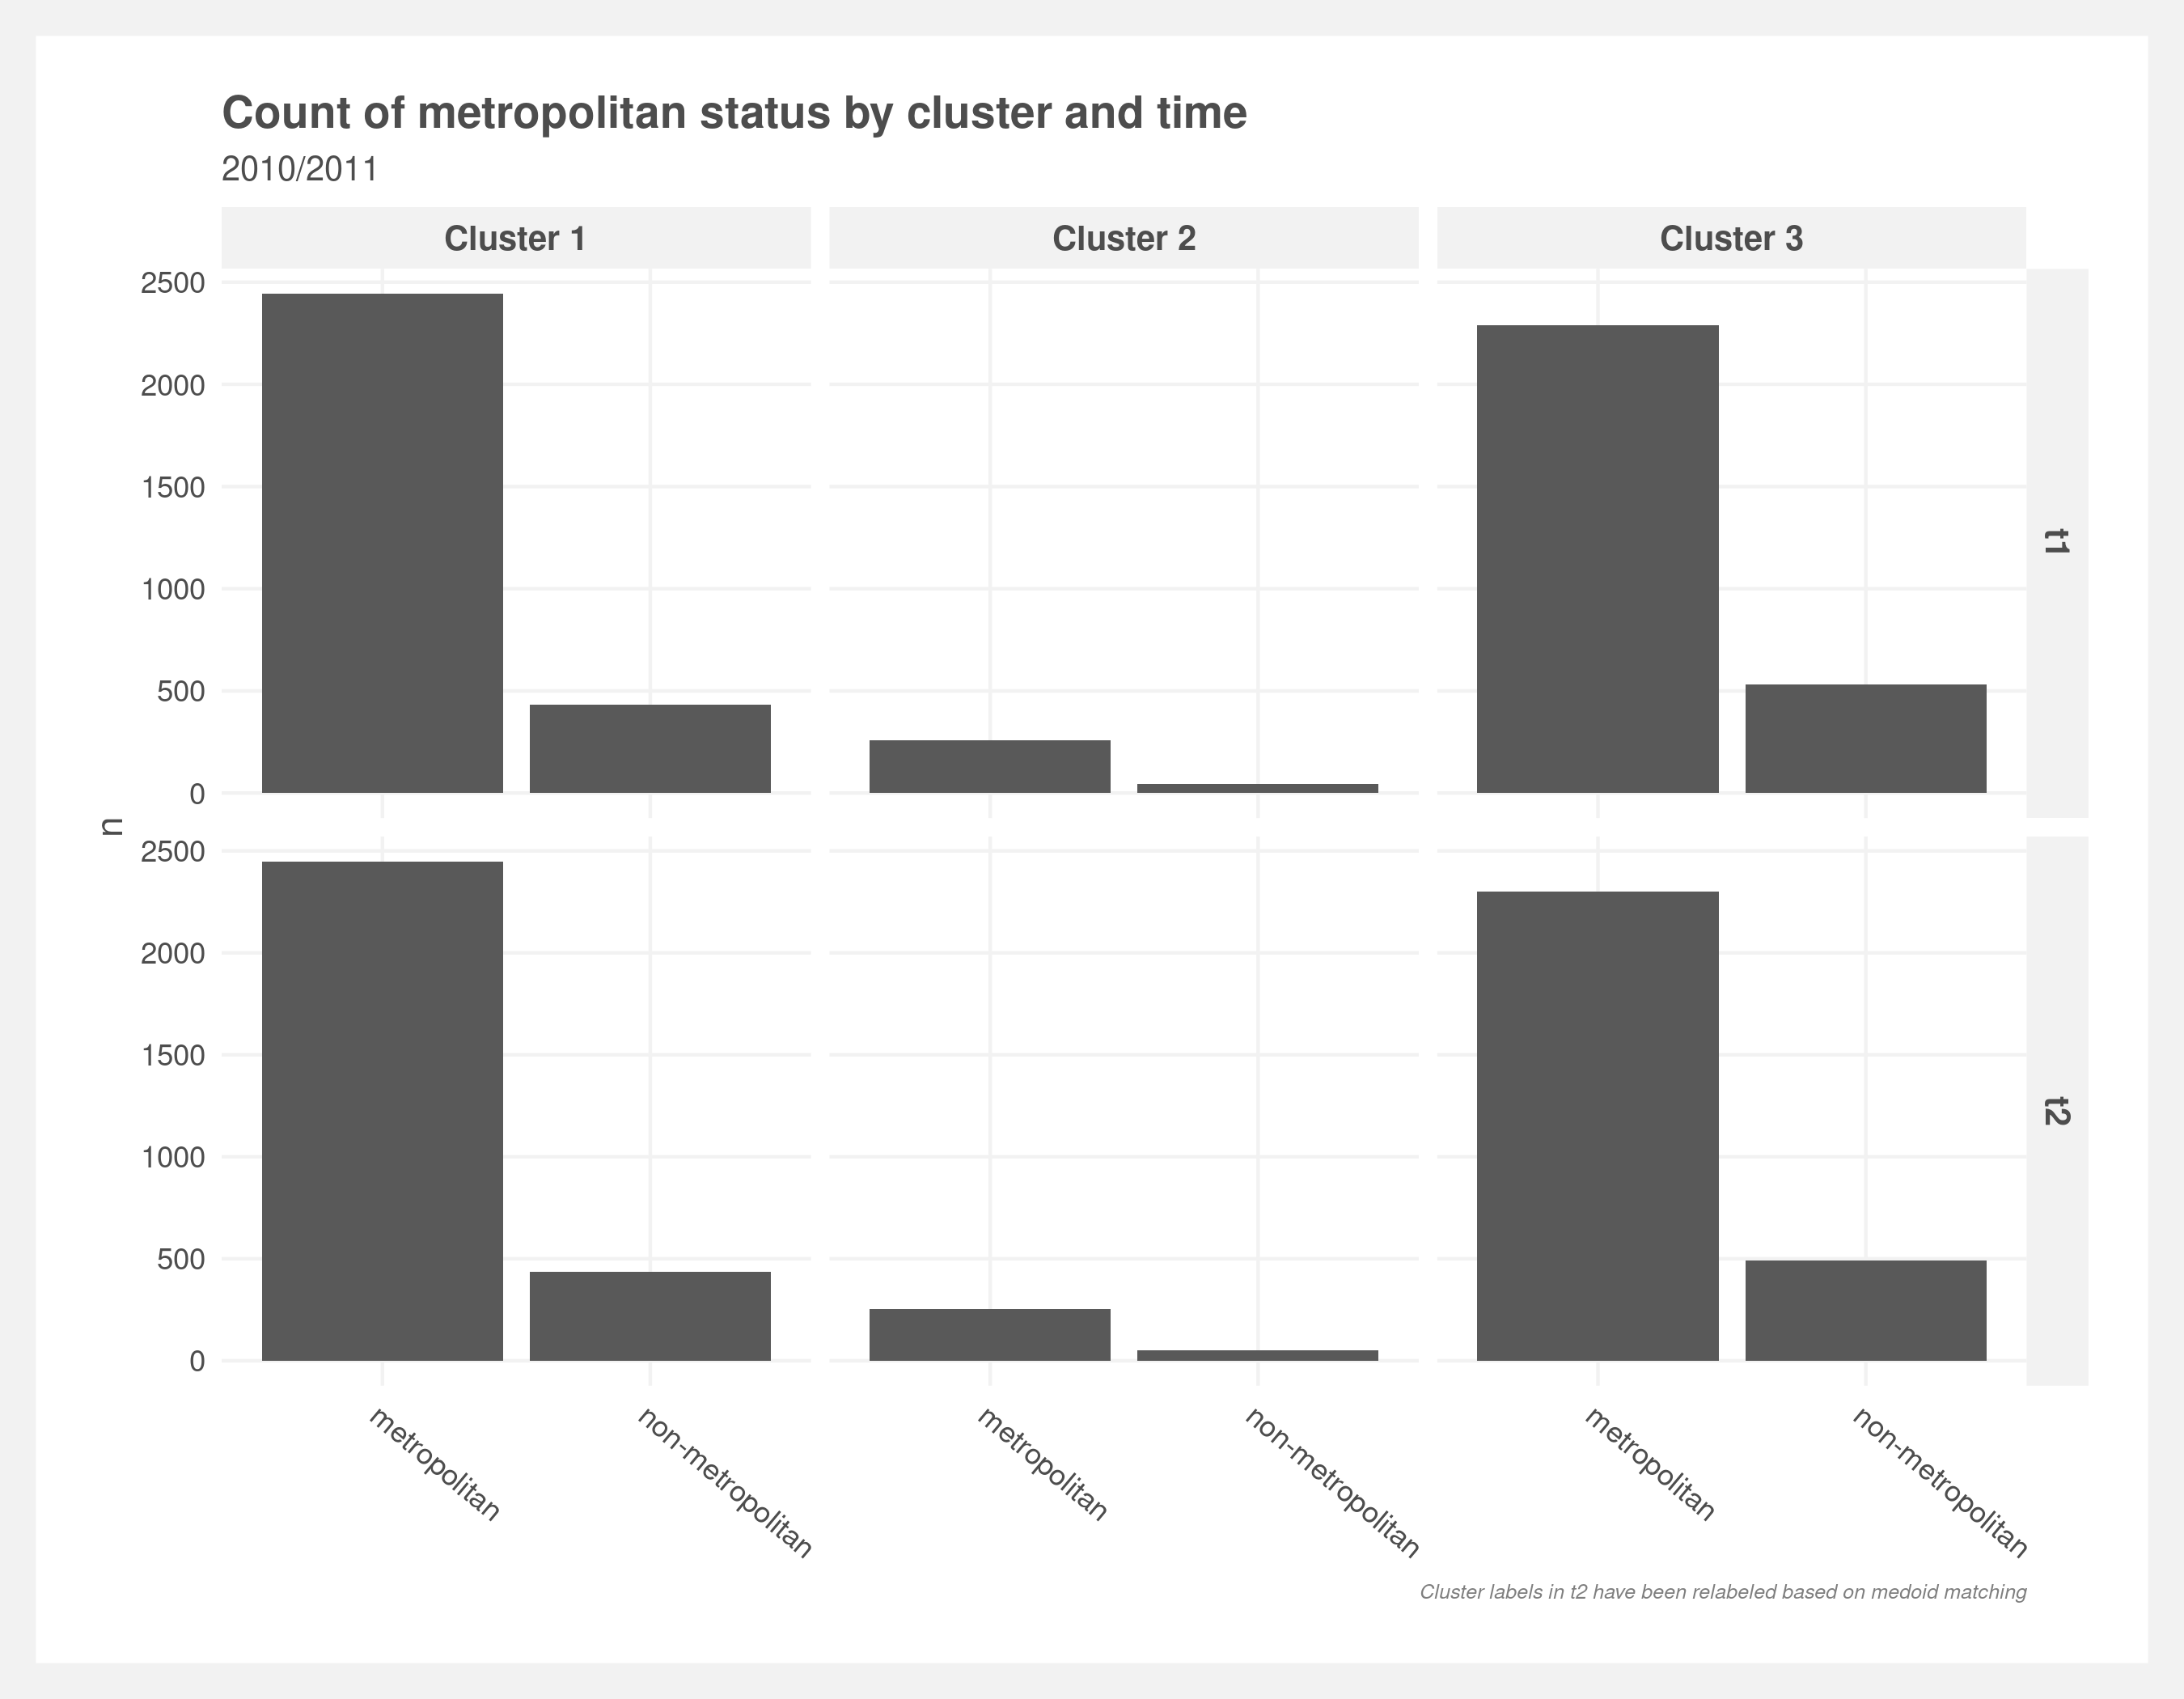 Count of metropolitan status by cluster and time
2010/2011
Cluster 1
Cluster 2
Cluster 3
2500
2000
1500
1000
500
0
t1
n
2500
2000
1500
1000
500
0
t2
metropolitan
non-metropolitan
metropolitan
non-metropolitan
metropolitan
non-metropolitan
Cluster labels in t2 have been relabeled based on medoid matching